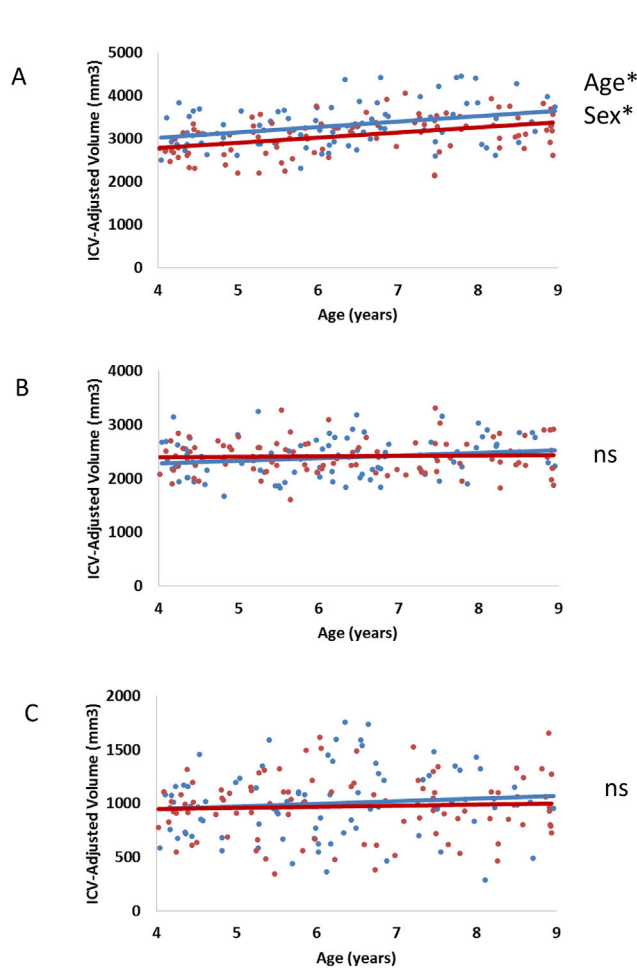 A
ICV-Adjusted Volume (mm3)
5000
4000
3000
2000
1000
0
4 5 6 7 8 9
Age (years)
Age*
Sex*
B
ICV-Adjusted Volume (mm3)
4000
3000
2000
1000
0
4 5 6 7 8 9
Age (years)
ns
C
ICV-Adjusted Volume (mm3)
2000
1500
1000
500
0
4 5 6 7 8 9
Age (years)
ns